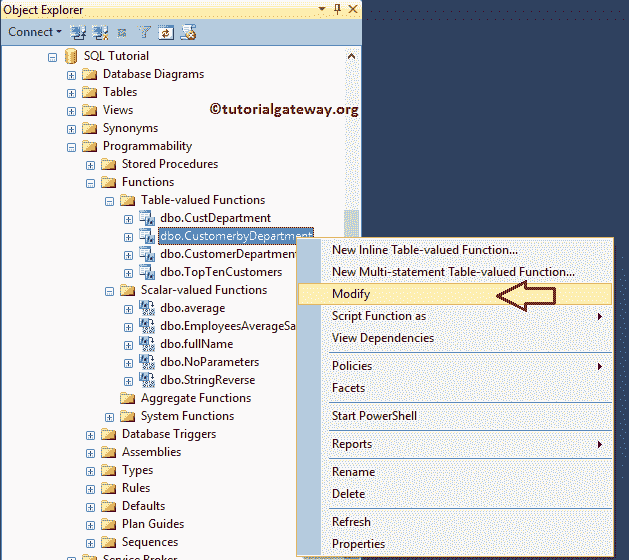 Object Explorer
Connect
SQL Tutorial
Database Diagrams
Tables
Views
©tutorialgateway.org
Synonyms
Programmability
Stored Procedures
Functions
Table-valued Functions
dbo.CustDepartment
dbo.CustomerbyDepartment
dbo.CustomerDepartment
dbo.TopTenCustomers
Scalar-valued Functions
dbo.average
dbo.EmployeesAverageSa
dbo.fullName
dbo.NoParameters
dbo.StringReverse
Aggregate Functions
System Functions
Database Triggers
Assemblies
Types
Rules
Defaults
Plan Guides
Sequences
Service Broker
New Inline Table-valued Function...
New Multi-statement Table-valued Function...
Modify
Script Function as
View Dependencies
Policies
Facets
Start PowerShell
Reports
Rename
Delete
Refresh
Properties